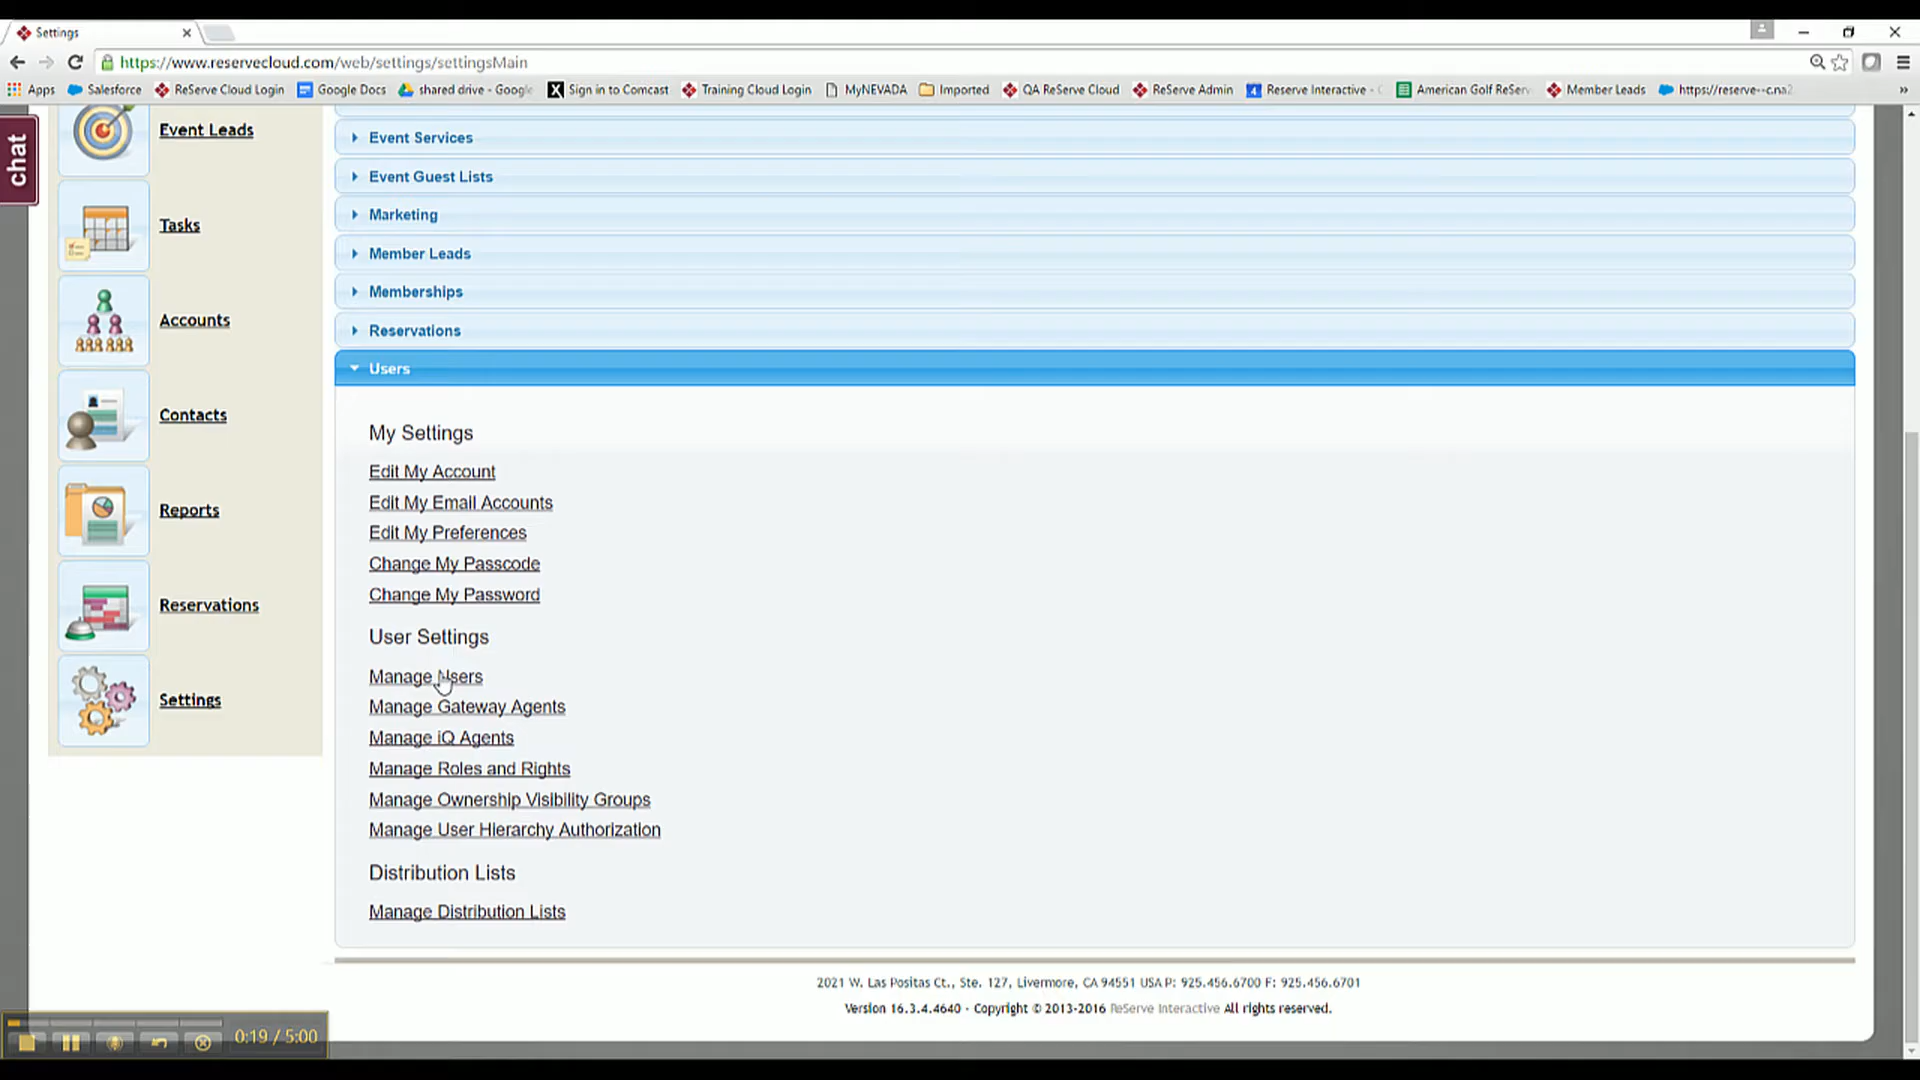 Settings
https://www.reservecloud.com/web/settings/settingsMain
Apps Salesforce ReServe Cloud Login Google Docs shared drive - Google Sign in to Comcast Training Cloud Login MyNEVADA Imported QA ReServe Cloud ReServe Admin Reserve Interactive - American Golf ReServ Member Leads https://reserve--c.na2 »
chat
Event Leads
Tasks
Accounts
Contacts
Reports
Reservations
Settings
Event Services
Event Guest Lists
Marketing
Member Leads
Memberships
Reservations
Users
My Settings
Edit My Account
Edit My Email Accounts
Edit My Preferences
Change My Passcode
Change My Password
User Settings
Manage Users
Manage Gateway Agents
Manage iQ Agents
Manage Roles and Rights
Manage Ownership Visibility Groups
Manage User Hierarchy Authorization
Distribution Lists
Manage Distribution Lists
2021 W. Las Positas Ct., Ste. 127, Livermore, CA 94551 USA P: 925.456.6700 F: 925.456.6701
Version 16.3.4.4640 - Copyright © 2013-2016 ReServe Interactive All rights reserved.
0:19 / 5:00